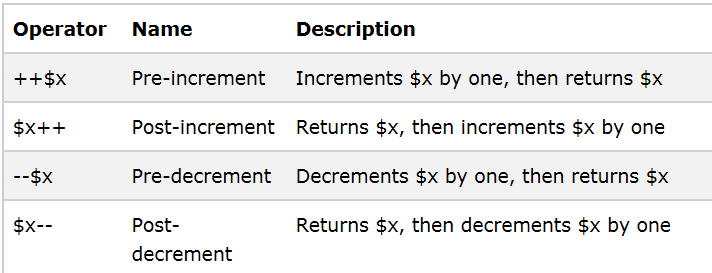 Operator Name Description
++$x Pre-increment Increments $x by one, then returns $x
$x++ Post-increment Returns $x, then increments $x by one
--$x Pre-decrement Decrements $x by one, then returns $x
$x-- Post- Returns $x, then decrements $x by one
decrement